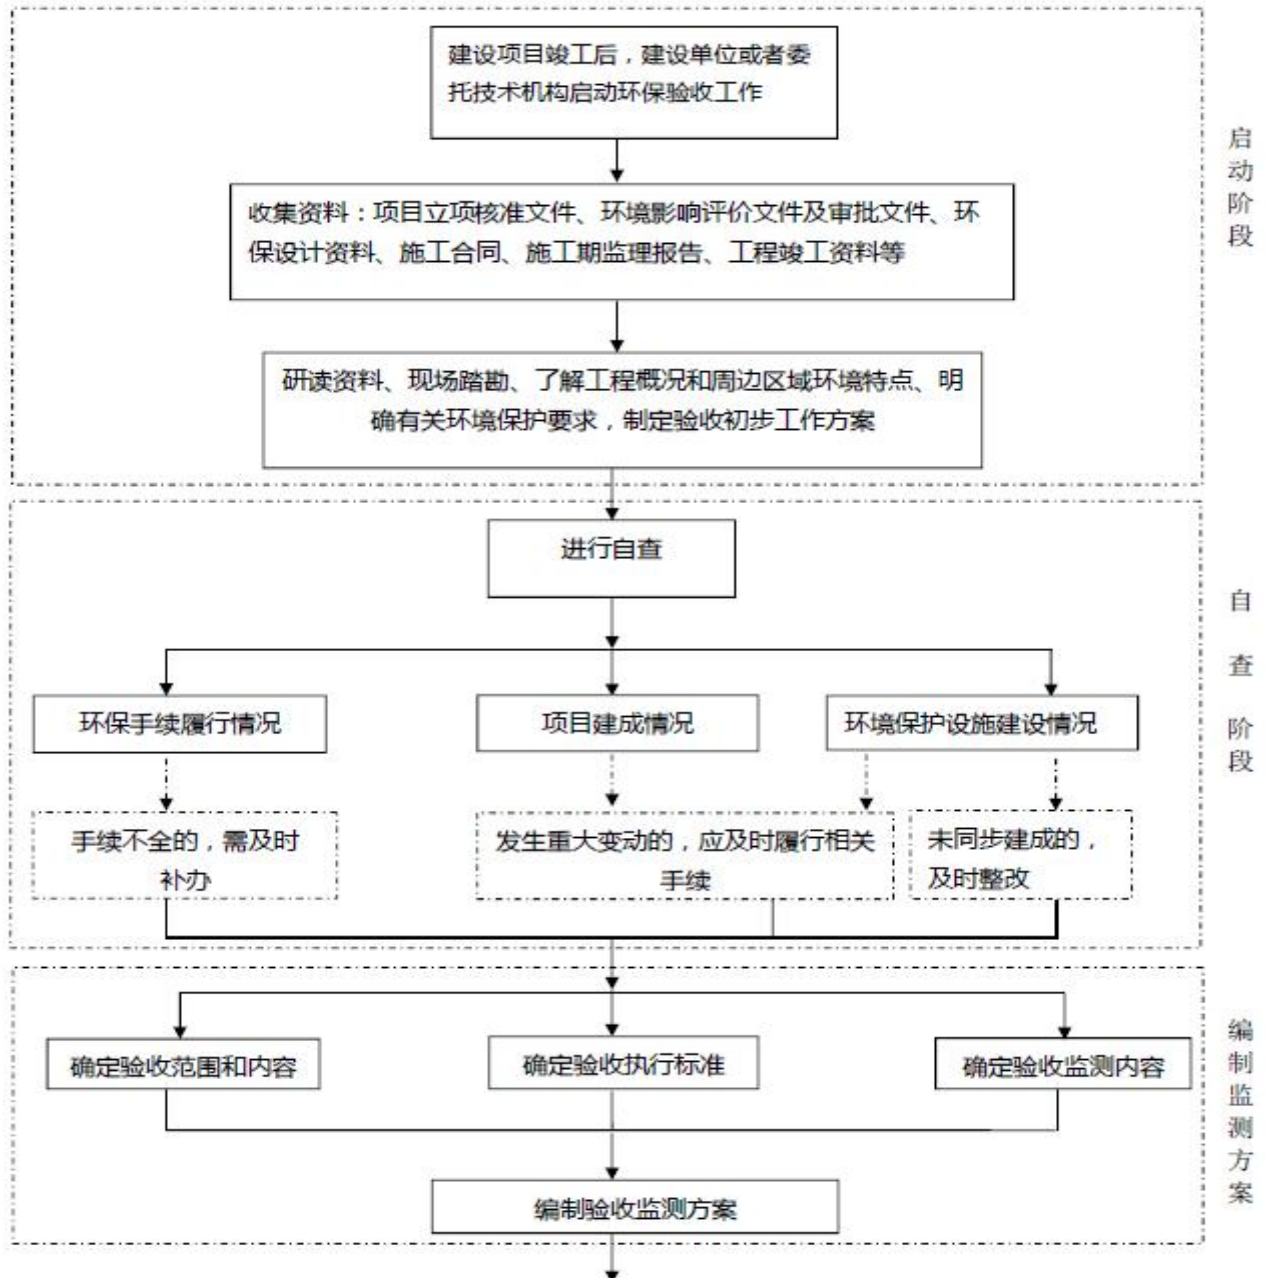 建设项目竣工后，建设单位或者委
托技术机构启动环保验收工作
收集资料：项目立项核准文件、环境影响评价文件及审批文件、环
保设计资料、施工合同、施工期监理报告、工程竣工资料等
研读资料、现场踏勘、了解工程概况和周边区域环境特点、明
确有关环境保护要求，制定验收初步工作方案
启动阶段
进行自查
环保手续履行情况
项目建成情况
环境保护设施建设情况
手续不全的，需及时
补办
发生重大变动的，应及时履行相关
手续
未同步建成的，
及时整改
自查阶段
确定验收范围和内容
确定验收执行标准
确定验收监测内容
编制验收监测方案
编制监测方案